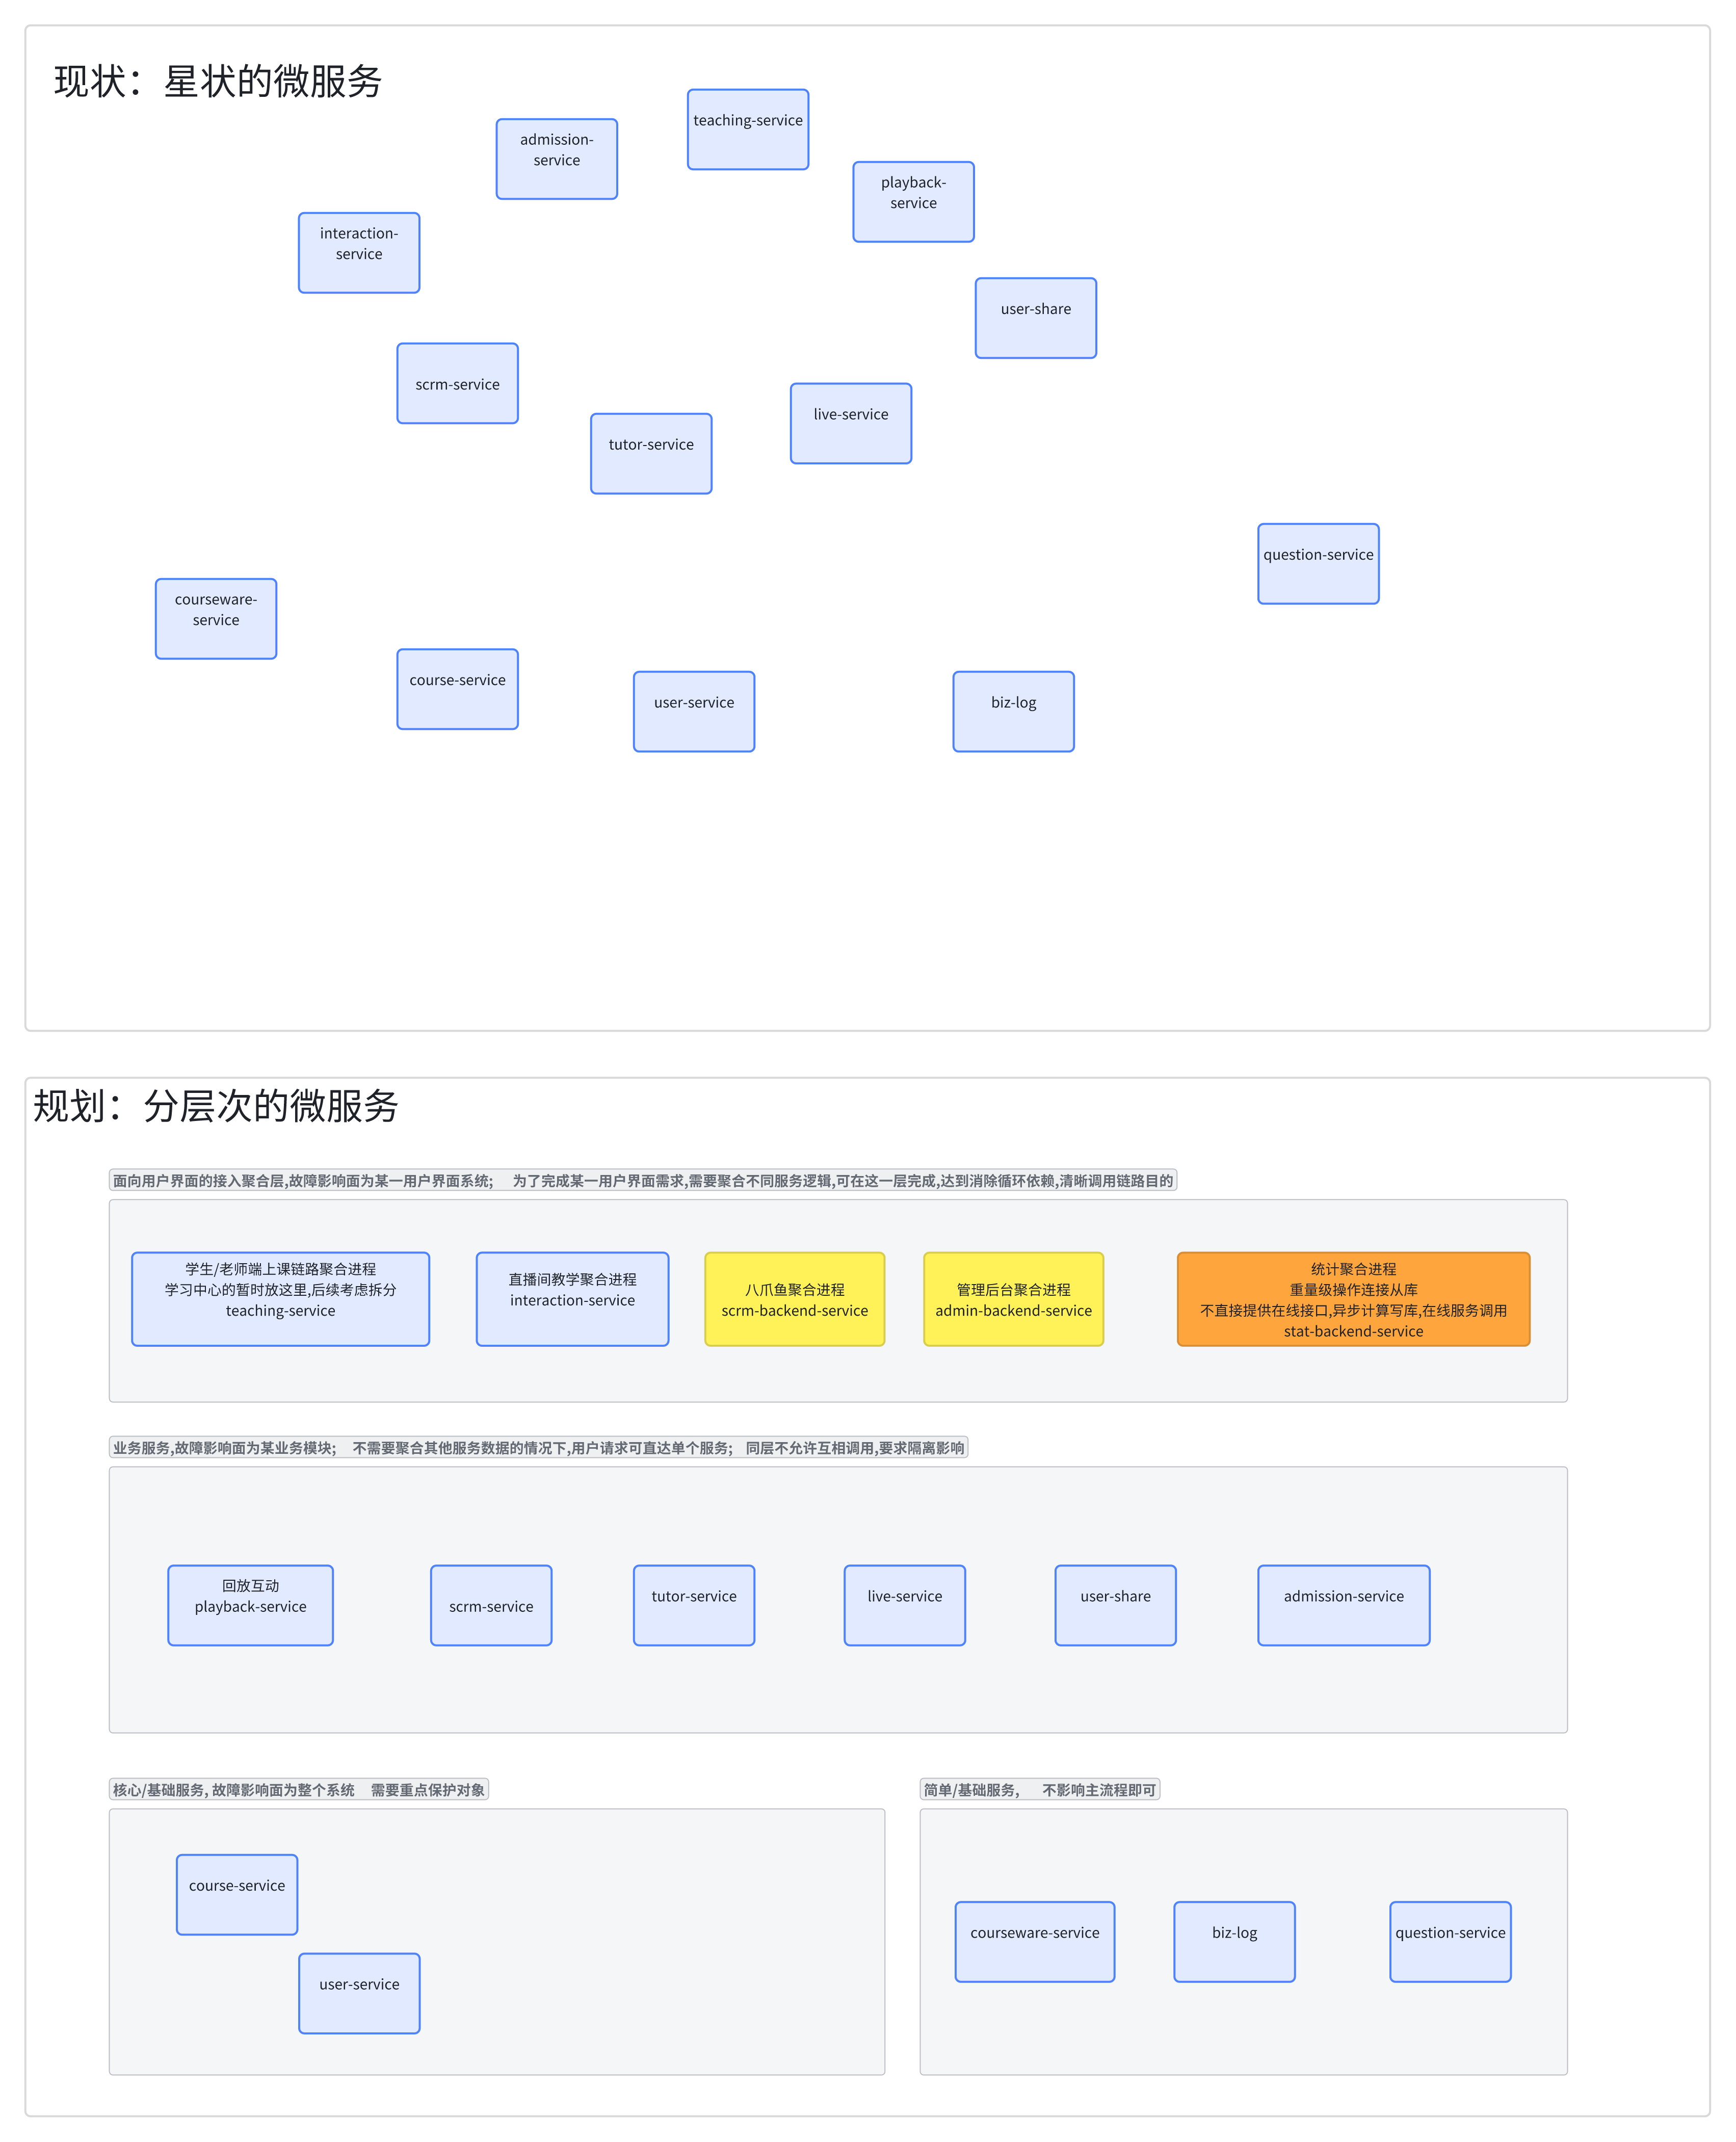 现状：星状的微服务
teaching-service
admission-
service
playback-
service
interaction-
service
user-share
scrm-service
live-service
tutor-service
question-service
courseware-
service
course-service
user-service
biz-log
规划：分层次的微服务
面向用户界面的接入聚合层,故障影响面为某一用户界面系统; 为了完成某一用户界面需求,需要聚合不同服务逻辑,可在这一层完成,达到消除循环依赖,清晰调用链路目的
学生/老师端上课链路聚合进程
学习中心的暂时放这里,后续考虑拆分
teaching-service
直播间教学聚合进程
interaction-service
八爪鱼聚合进程
scrm-backend-service
管理后台聚合进程
admin-backend-service
统计聚合进程
重量级操作连接从库
不直接提供在线接口,异步计算写库,在线服务调用
stat-backend-service
业务服务,故障影响面为某业务模块; 不需要聚合其他服务数据的情况下,用户请求可直达单个服务; 同层不允许互相调用,要求隔离影响
回放互动
playback-service
scrm-service
tutor-service
live-service
user-share
admission-service
核心/基础服务, 故障影响面为整个系统 需要重点保护对象
course-service
user-service
简单/基础服务, 不影响主流程即可
courseware-service
biz-log
question-service